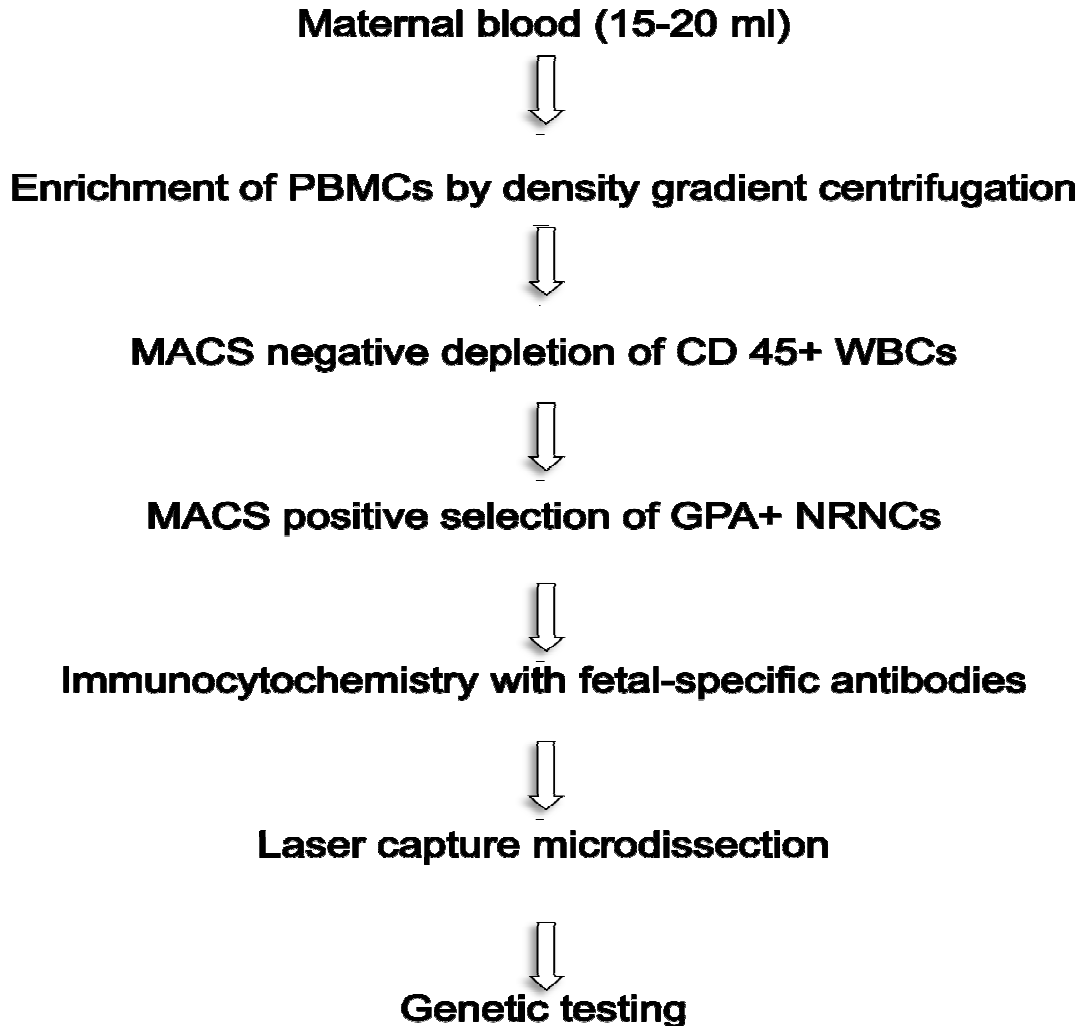 Maternal blood (15-20 ml)
Enrichment of PBMCs by density gradient centrifugation
MACS negative depletion of CD 45+ WBCs
MACS positive selection of GPA+ NRNCs
Immunocytochemistry with fetal-specific antibodies
Laser capture microdissection
Genetic testing